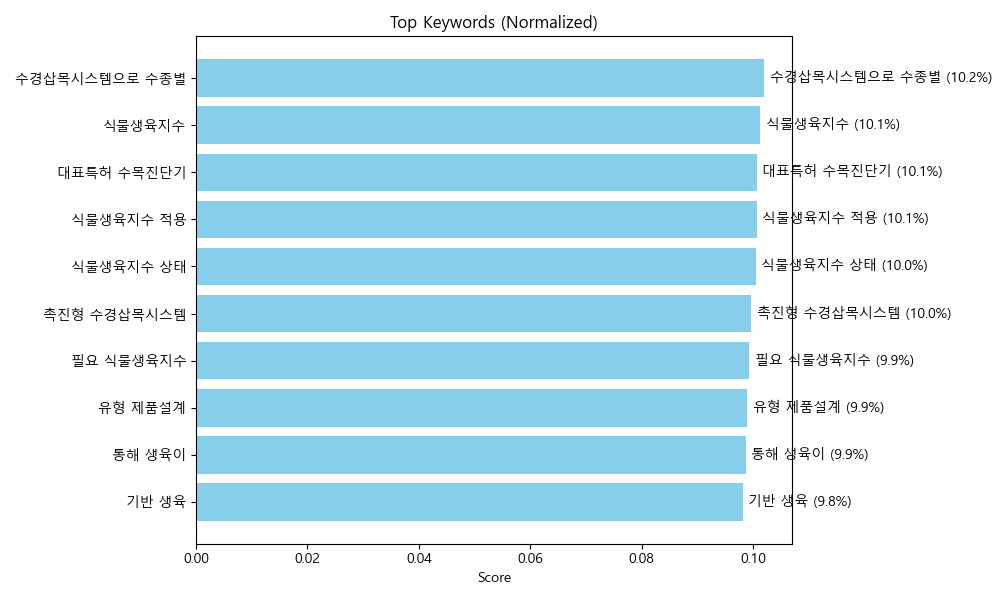 Top Keywords (Normalized)
수경삽목시스템으로 수종별 수경삽목시스템으로 수종별 (10.2%)
식물생육지수 식물생육지수 (10.1%)
대표특허 수목진단기 대표특허 수목진단기 (10.1%)
식물생육지수 적용 식물생육지수 적용 (10.1%)
식물생육지수 상태 식물생육지수 상태 (10.0%)
촉진형 수경삽목시스템 촉진형 수경삽목시스템 (10.0%)
필요 식물생육지수 필요 식물생육지수 (9.9%)
유형 제품설계 유형 제품설계 (9.9%)
통해 생육이 통해 생육이 (9.9%)
기반 생육 기반 생육 (9.8%)
0.00 0.02 0.04 0.06 0.08 0.10
Score